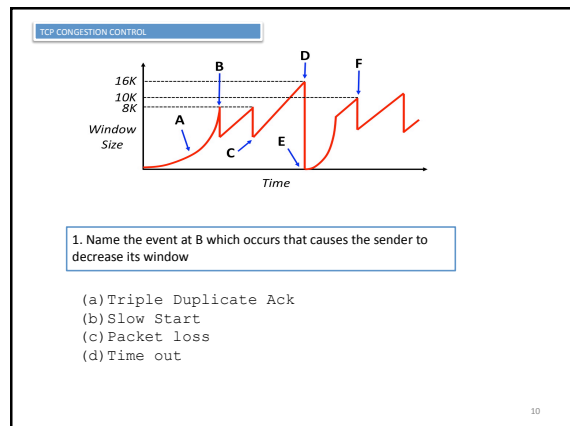 TCP CONGESTION CONTROL
D
B
F
16K
10K
8K
A
Window
Size
C
E
Time
1. Name the event at B which occurs that causes the sender to
decrease its window
(a)Triple Duplicate Ack
(b)Slow Start
(c)Packet loss
(d)Time out
10